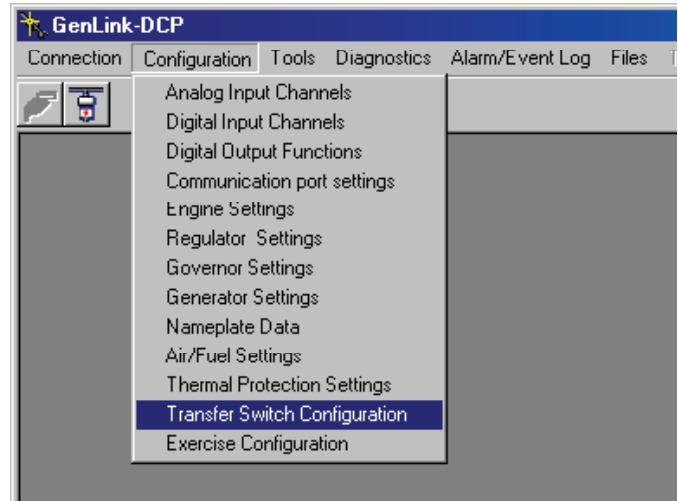 GenLink-DCP
Connection Configuration Tools Diagnostics Alarm/Event Log Files
Analog Input Channels
Digital Input Channels
Digital Output Functions
Communication port settings
Engine Settings
Regulator Settings
Governor Settings
Generator Settings
Nameplate Data
Air/Fuel Settings
Thermal Protection Settings
Transfer Switch Configuration
Exercise Configuration